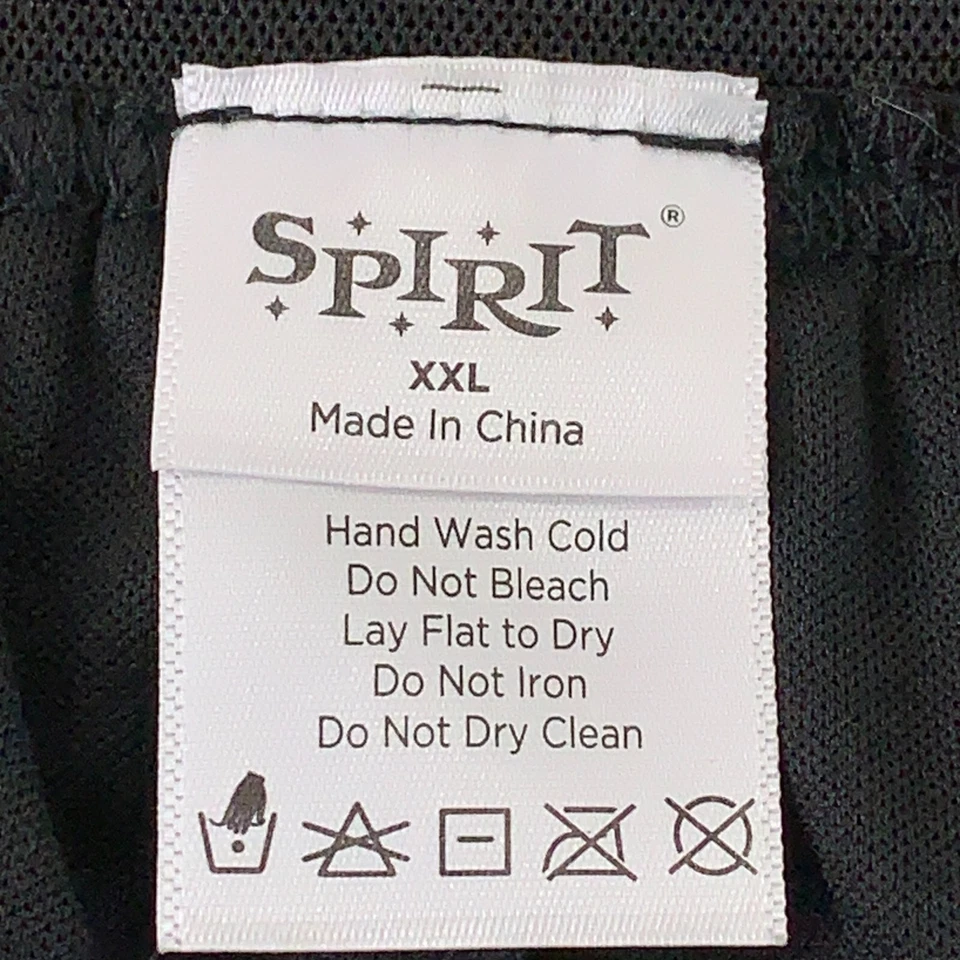 SPIRIT®
XXL
Made In China
Hand Wash Cold
Do Not Bleach
Lay Flat to Dry
Do Not Iron
Do Not Dry Clean